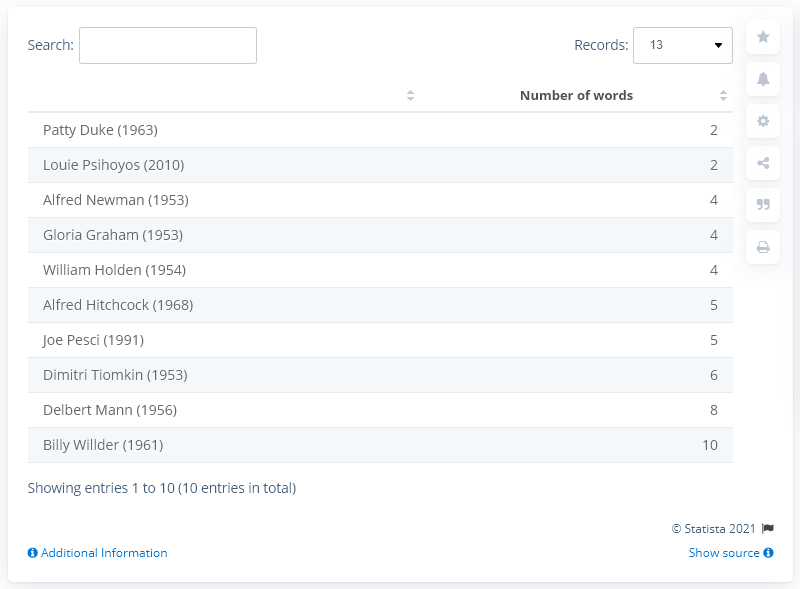 Search:
Records: 13
Number of words
Patty Duke (1963) 2
Louie Psihoyos (2010) 2
Alfred Newman (1953) 4
Gloria Graham (1953) 4
William Holden (1954) 4
Alfred Hitchcock (1968) 5
Joe Pesci (1991) 5
Dimitri Tiomkin (1953) 6
Delbert Mann (1956) 8
Billy Willder (1961) 10
Showing entries 1 to 10 (10 entries in total)
© Statista 2021
Additional Information
Show source